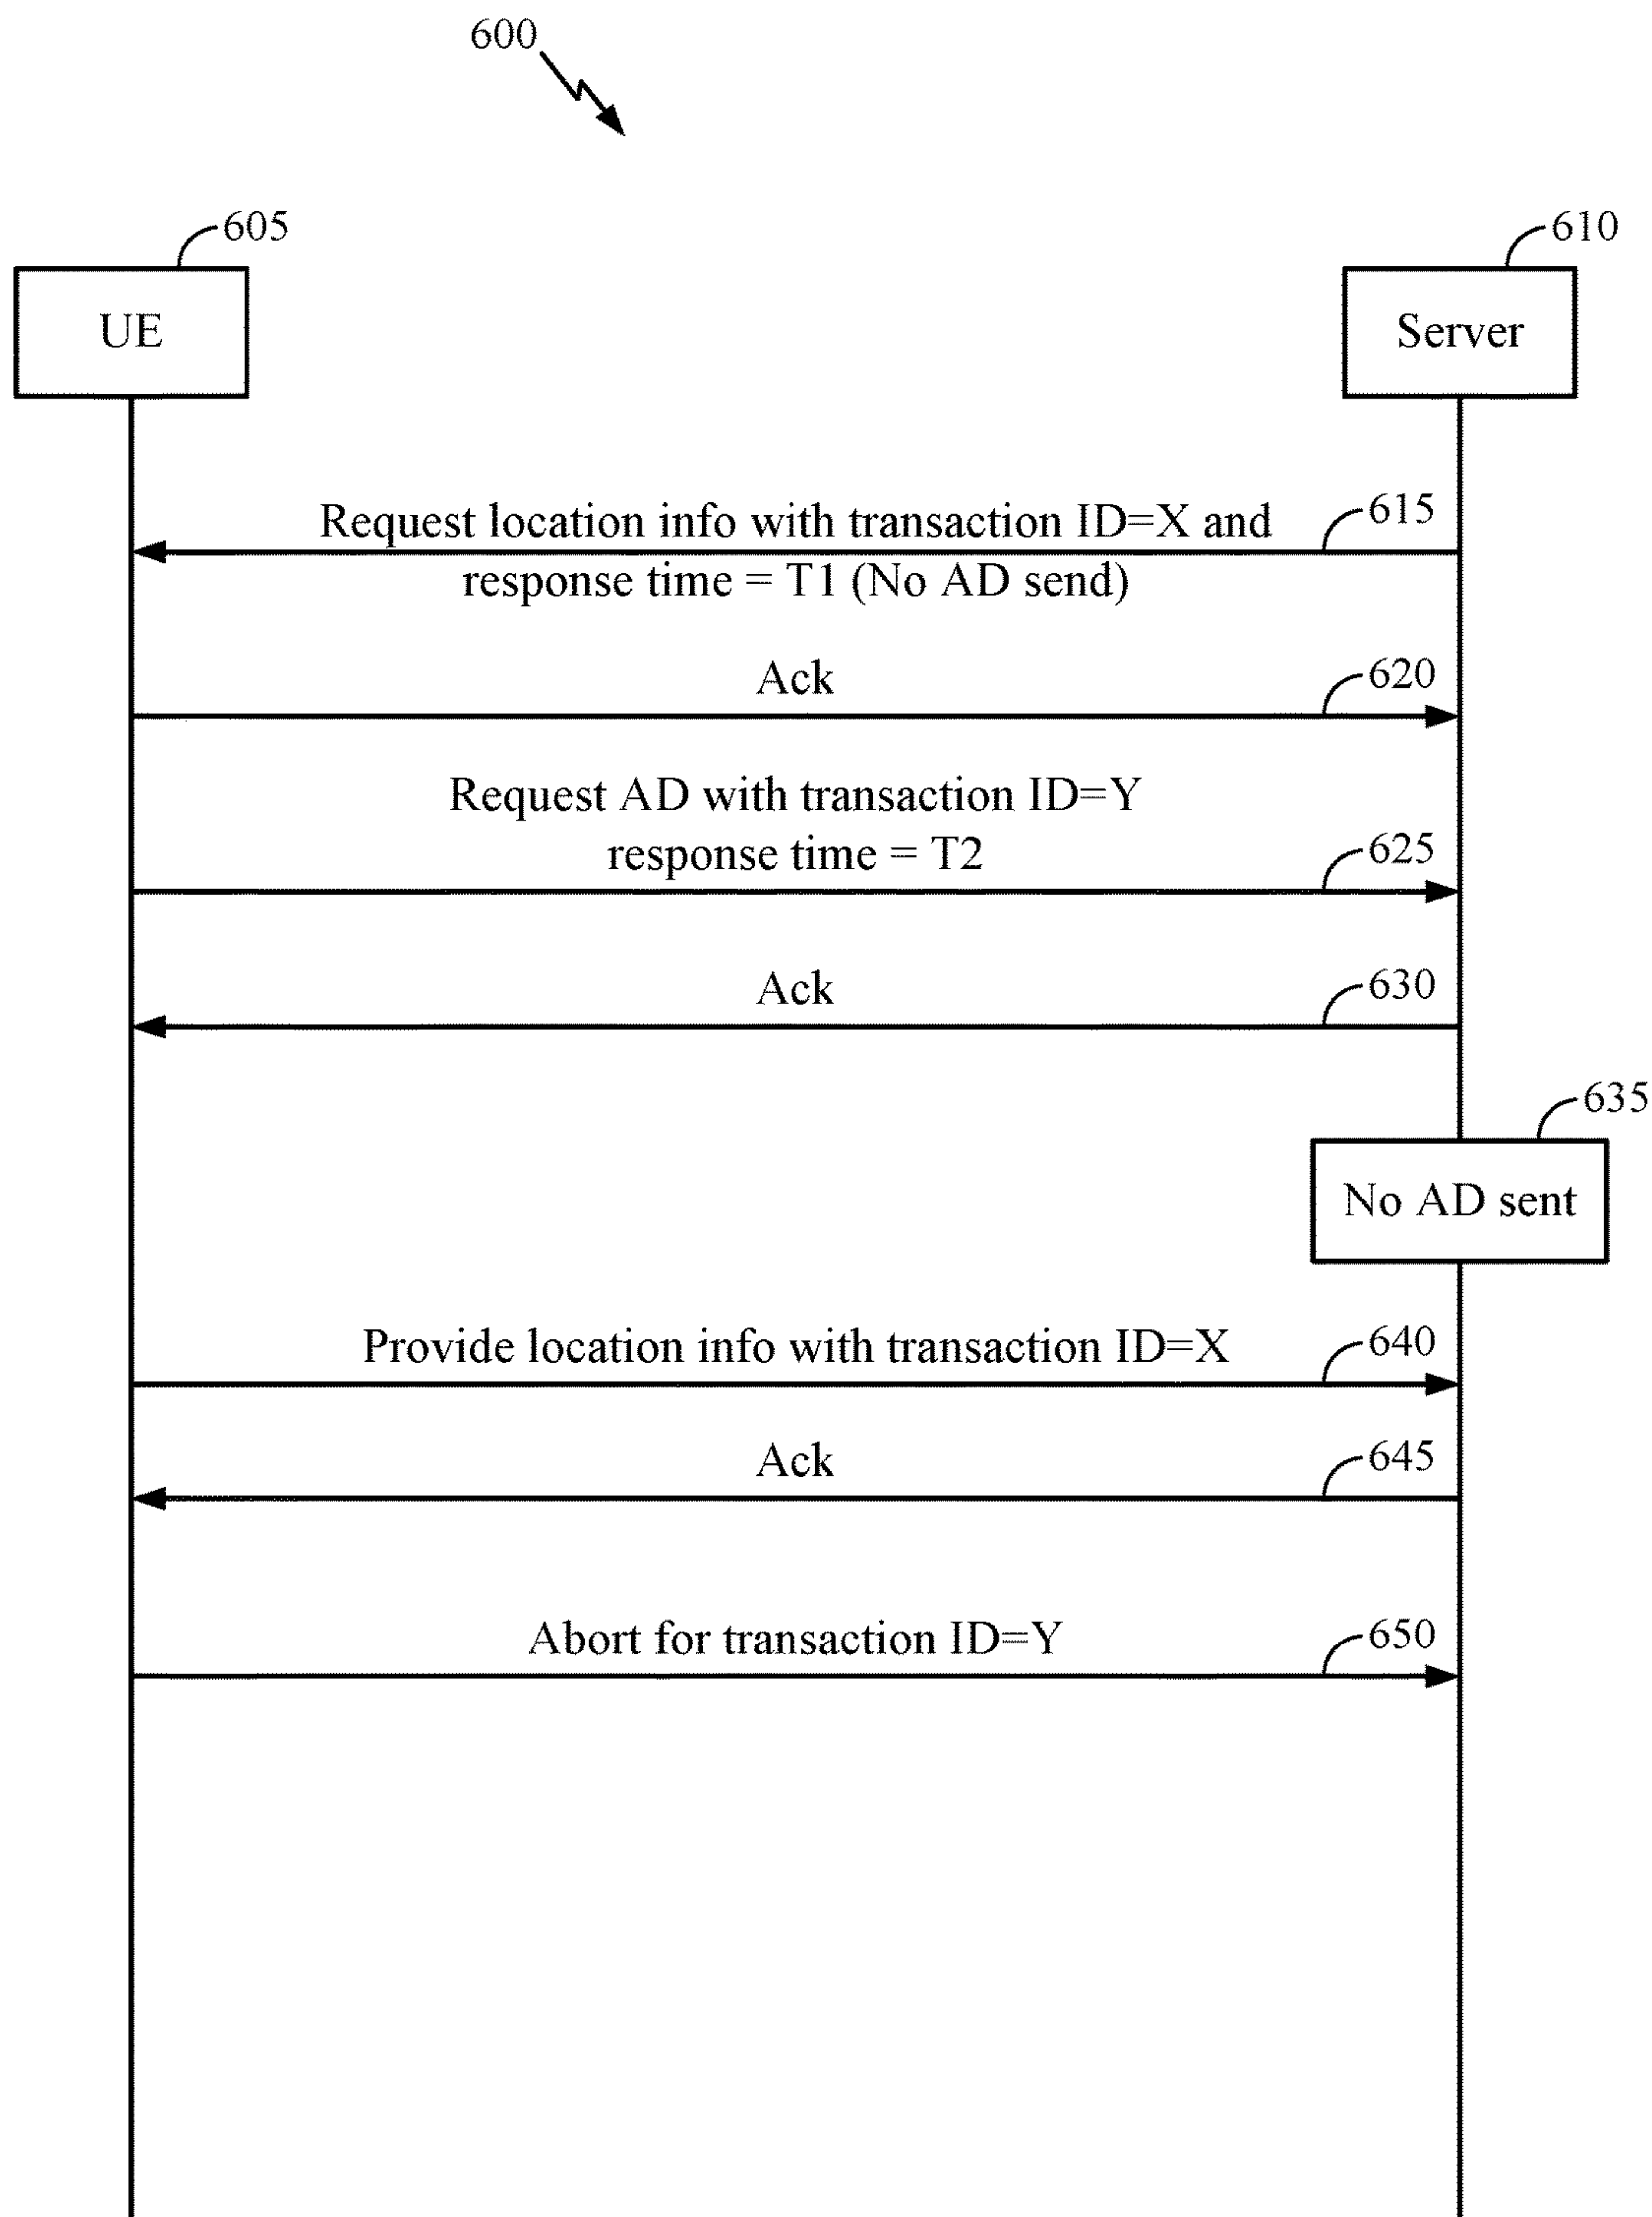 600
605
610
UE
Server
Request location info with transaction ID=X and
615
response time = T1 (No AD send)
Ack
620
Request AD with transaction ID=Y
response time = T2
625
Ack
630
635
No AD sent
Provide location info with transaction ID=X
640
Ack
645
Abort for transaction ID=Y
650